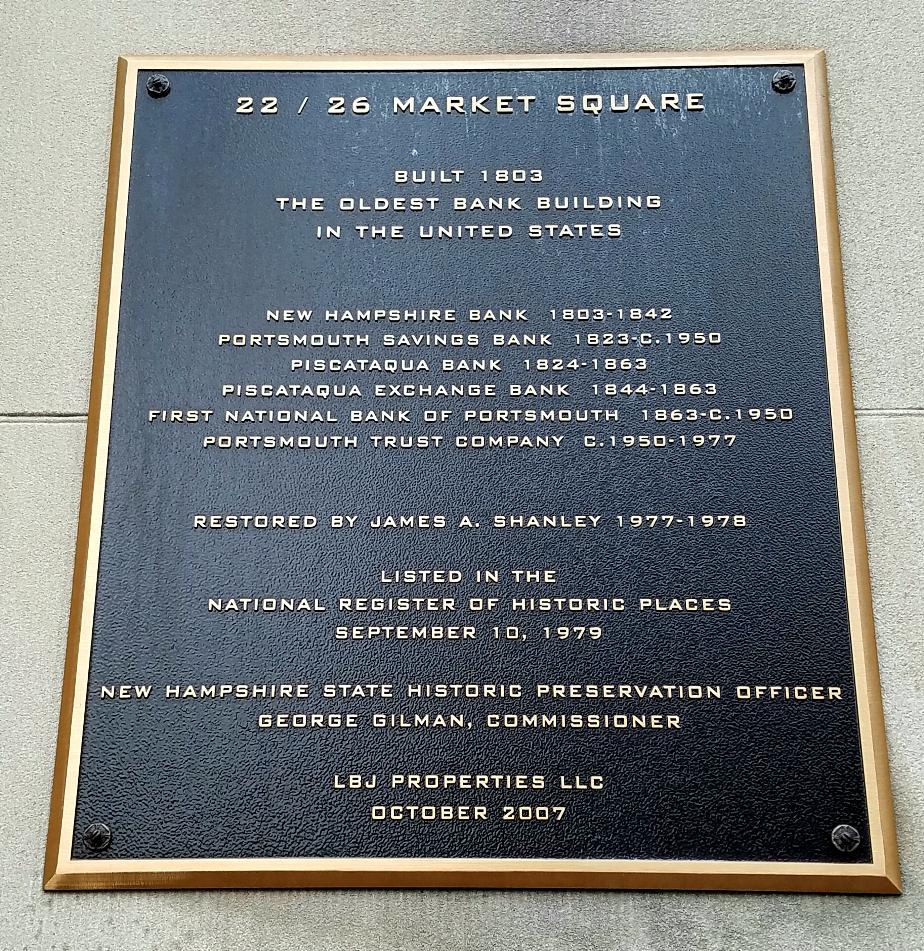 22 / 26 MARKET SQUARE
BUILT 1803
THE OLDEST BANK BUILDING
IN THE UNITED STATES
NEW HAMPSHIRE BANK 1803-1842
PORTSMOUTH SAVINGS BANK 1823-C.1950
PISCATAQUA BANK 1824-1863
PISCATAQUA EXCHANGE BANK 1844-1863
FIRST NATIONAL BANK OF PORTSMOUTH 1863-C.1950
PORTSMOUTH TRUST COMPANY C.1950-1977
RESTORED BY JAMES A. SHANLEY 1977-1978
LISTED IN THE
NATIONAL REGISTER OF HISTORIC PLACES
SEPTEMBER 10, 1979
NEW HAMPSHIRE STATE HISTORIC PRESERVATION OFFICER
GEORGE GILMAN, COMMISSIONER
LBJ PROPERTIES LLC
OCTOBER 2007